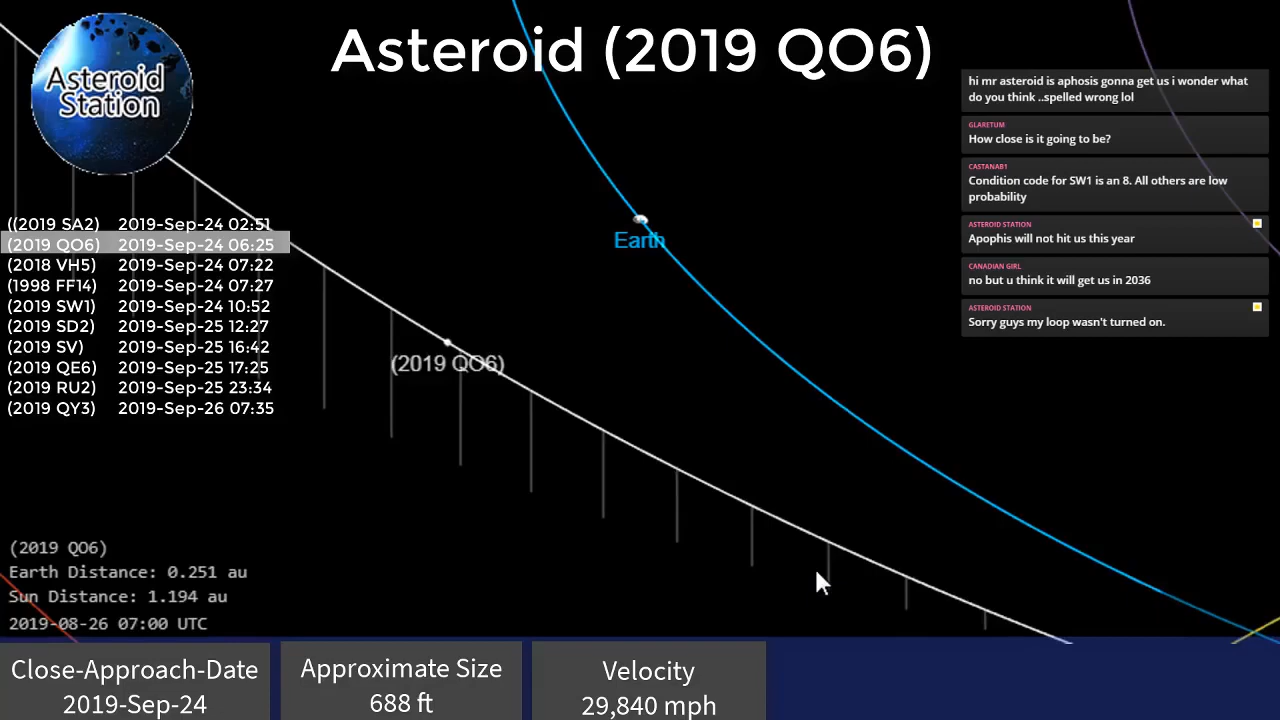 Asteroid (2019 QO6)
Asteroid
Station
hi mr asteroid is aphosis gonna get us i wonder what
do you think ..spelled wrong lol
GLARETUM
How close is it going to be?
CASTANAB1
Condition code for SW1 is an 8. All others are low
probability
ASTEROID STATION
Apophis will not hit us this year
CANADIAN GIRL
no but u think it will get us in 2036
ASTEROID STATION
Sorry guys my loop wasn't turned on.
((2019 SA2) 2019-Sep-24 02:51
(2019 QO6) 2019-Sep-24 06:25
(2018 VH5) 2019-Sep-24 07:22
(1998 FF14) 2019-Sep-24 07:27
(2019 SW1) 2019-Sep-24 10:52
(2019 SD2) 2019-Sep-25 12:27
(2019 SV) 2019-Sep-25 16:42
(2019 QE6) 2019-Sep-25 17:25
(2019 RU2) 2019-Sep-25 23:34
(2019 QY3) 2019-Sep-26 07:35
Earth
(2019 QO6)
(2019 QO6)
Earth Distance: 0.251 au
Sun Distance: 1.194 au
2019-08-26 07:00 UTC
Close-Approach-Date
2019-Sep-24
Approximate Size
688 ft
Velocity
29,840 mph